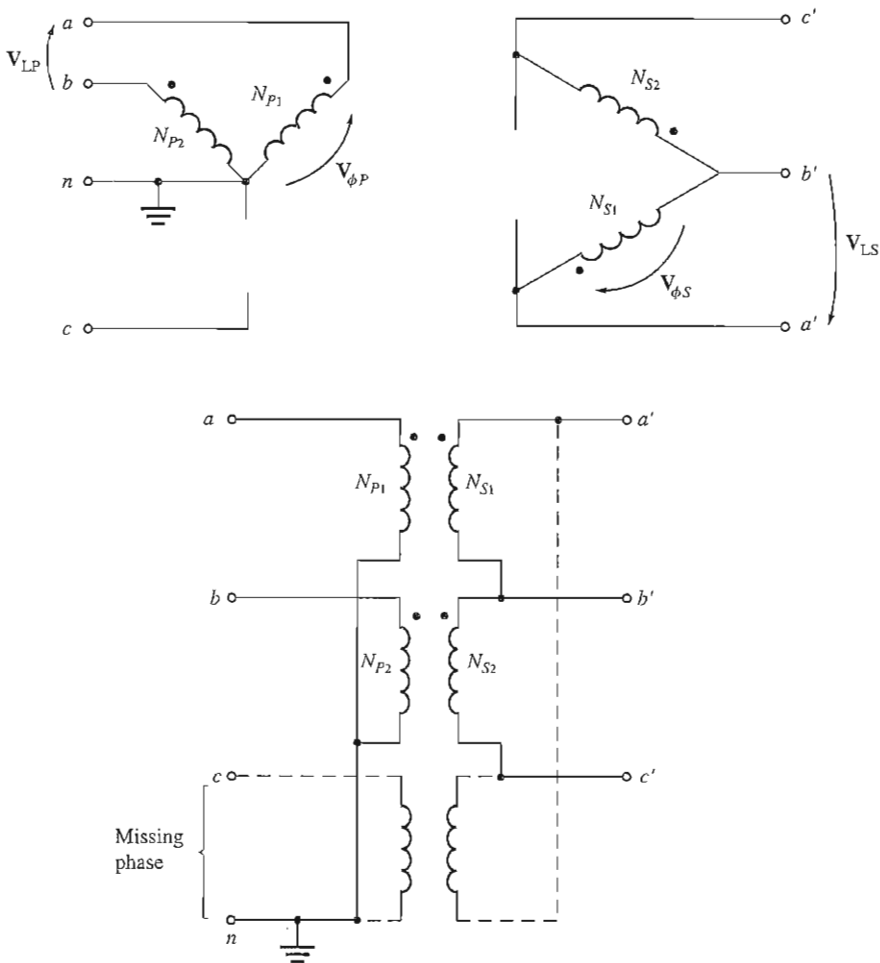 a
V_LP
b
N_P2
N_P1
n
V_ϕP
c
c'
N_S2
b'
N_S1
V_LS
V_ϕS
a'
a
a'
N_P1
N_S1
b
b'
N_P2
N_S2
c
c'
Missing
phase
n